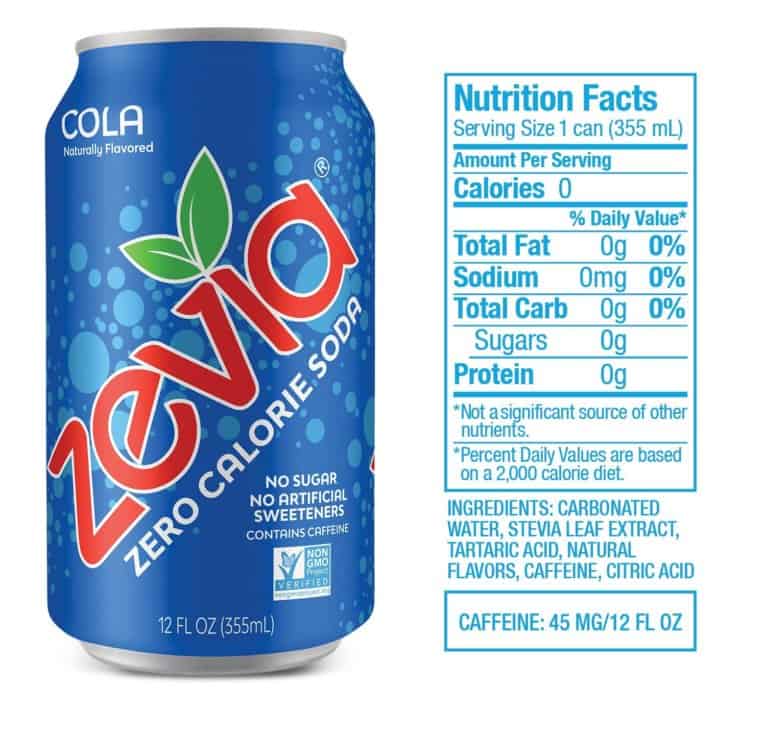 COLA
Naturally Flavored
zevia®
ZERO CALORIE SODA
NO SUGAR
NO ARTIFICIAL
SWEETENERS
CONTAINS CAFFEINE
NON
GMO
Project
VERIFIED
nongmoproject.org
12 FL OZ (355mL)
Nutrition Facts
Serving Size 1 can (355 mL)
Amount Per Serving
Calories 0
% Daily Value*
Total Fat 0g 0%
Sodium 0mg 0%
Total Carb 0g 0%
Sugars 0g
Protein 0g
*Not a significant source of other
nutrients.
*Percent Daily Values are based
on a 2,000 calorie diet.
INGREDIENTS: CARBONATED
WATER, STEVIA LEAF EXTRACT,
TARTARIC ACID, NATURAL
FLAVORS, CAFFEINE, CITRIC ACID
CAFFEINE: 45 MG/12 FL OZ